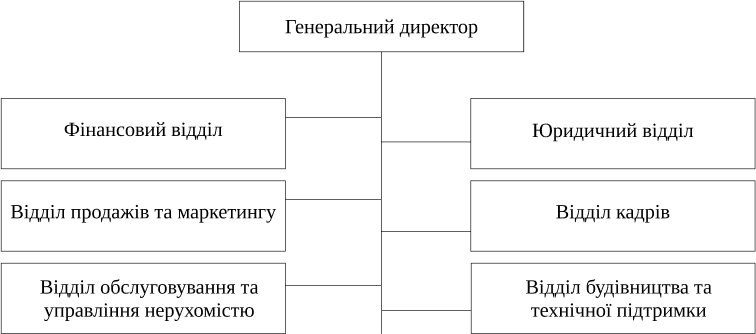 Генеральний директор
Фінансовий відділ
Юридичний відділ
Відділ продажів та маркетингу
Відділ кадрів
Відділ обслуговування та
управління нерухомістю
Відділ будівництва та
технічної підтримки